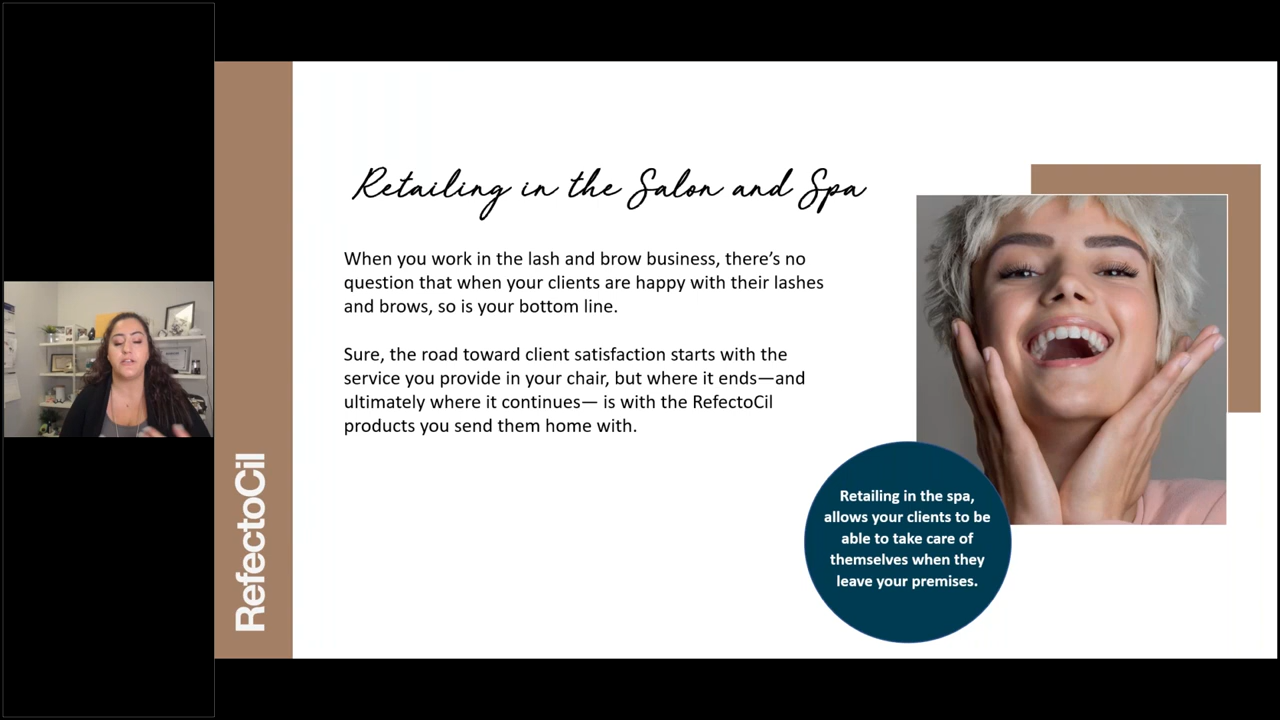 Retailing in the Salon and Spa
When you work in the lash and brow business, there’s no
question that when your clients are happy with their lashes
and brows, so is your bottom line.
Sure, the road toward client satisfaction starts with the
service you provide in your chair, but where it ends—and
ultimately where it continues— is with the RefectoCil
products you send them home with.
Retailing in the spa,
allows your clients to be
able to take care of
themselves when they
leave your premises.
RefectoCil